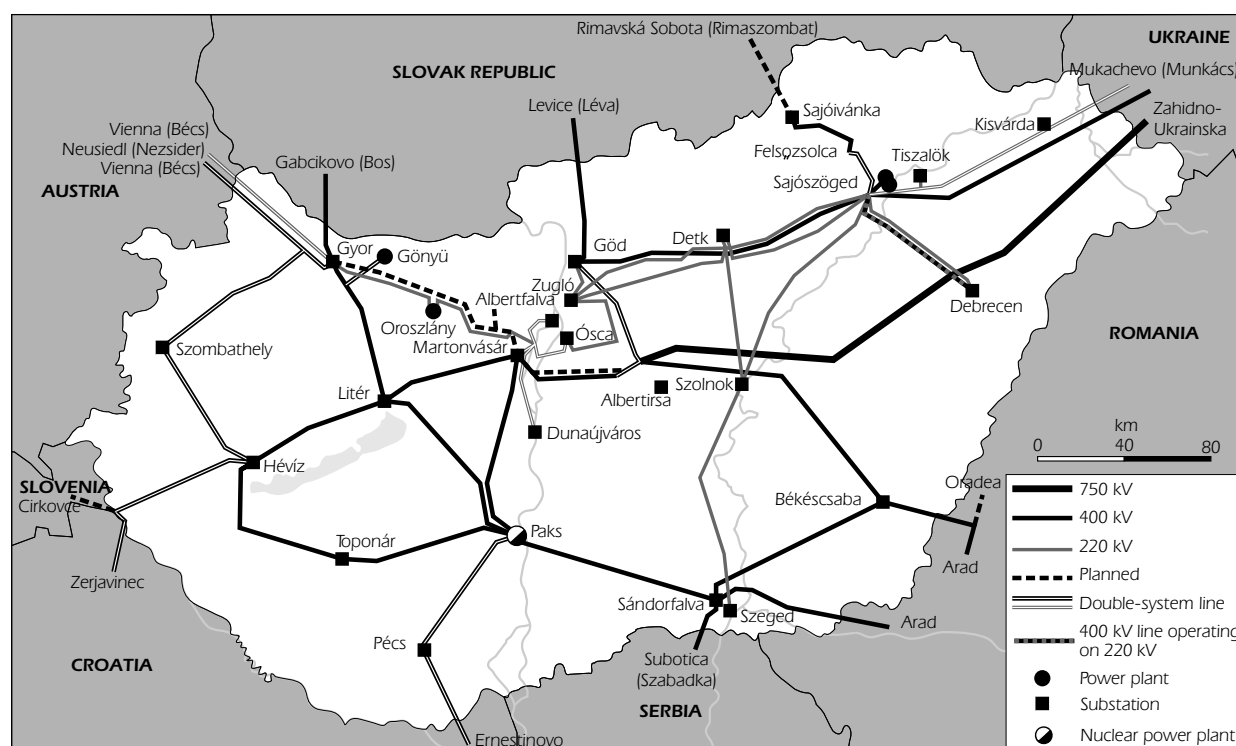 Rimavská Sobota (Rimaszombat)
UKRAINE
SLOVAK REPUBLIC
Mukachevo (Munkács)
Levice (Léva)
Sajóivánka
Kisvárda
Zahidno-
Ukrainska
Vienna (Bécs)
Neusiedl (Nezsider)
Vienna (Bécs)
Gabcikovo (Bos)
Felsozsolca
Tiszalök
Sajószöged
AUSTRIA
Gyor
Gönyü
Göd
Detk
Zugló
Albertfalva
Debrecen
Oroszlány
Ósca
Martonvásár
ROMANIA
Szombathely
Szolnok
Albertirsa
Litér
Dunaújváros
km
0 40 80
Hévíz
SLOVENIA
Cirkovce
Oradea
Békéscsaba
Paks
Toponár
Arad
Zerjavinec
Sándorfalva
Szeged
Arad
Pécs
CROATIA
Subotica
(Szabadka)
SERBIA
Ernestinovo
750 kV
400 kV
220 kV
Planned
Double-system line
400 kV line operating
on 220 kV
Power plant
Substation
Nuclear power plant